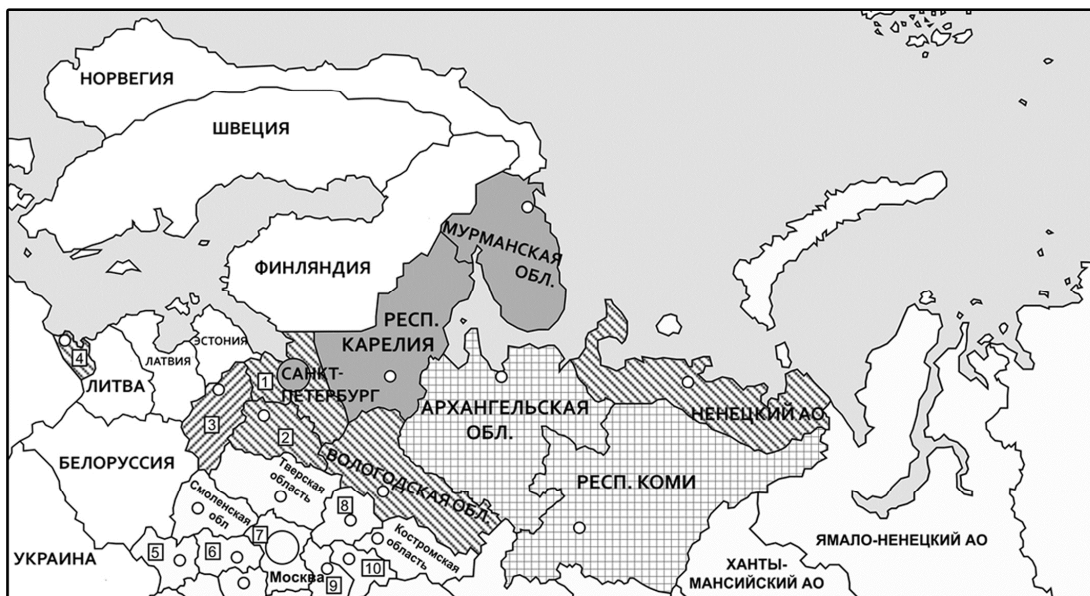 НОРВЕГИЯ
ШВЕЦИЯ
ФИНЛЯНДИЯ
МУРМАНСКАЯ
ОБЛ.
РЕСП.
КАРЕЛИЯ
ЭСТОНИЯ
ЛАТВИЯ
ЛИТВА
4
1
САНКТ-
ПЕТЕРБУРГ
3
2
АРХАНГЕЛЬСКАЯ
ОБЛ.
НЕНЕЦКИЙ АО
БЕЛОРУССИЯ
ВОЛОГОДСКАЯ ОБЛ.
РЕСП. КОМИ
Тверская
область
Смоленская
обл
8
7
Костромская
область
5
6
Москва
9
10
УКРАИНА
ЯМАЛО-НЕНЕЦКИЙ АО
ХАНТЫ-
МАНСИЙСКИЙ АО